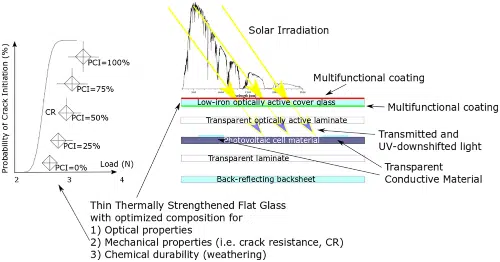 Probability of Crack Initiation (%)
PCI=100%
PCI=75%
CR
PCI=50%
PCI=25%
PCI=0%
Load (N)
2
3
4
Solar Irradiation
Multifunctional coating
Low-iron optically active cover glass
Multifunctional coating
Transparent optically active laminate
Transmitted and
UV-downshifted light
Photovoltaic cell material
Transparent laminate
Transparent
Conductive Material
Back-reflecting backsheet
Thin Thermally Strengthened Flat Glass
with optimized composition for
1) Optical properties
2) Mechanical properties (i.e. crack resistance, CR)
3) Chemical durability (weathering)